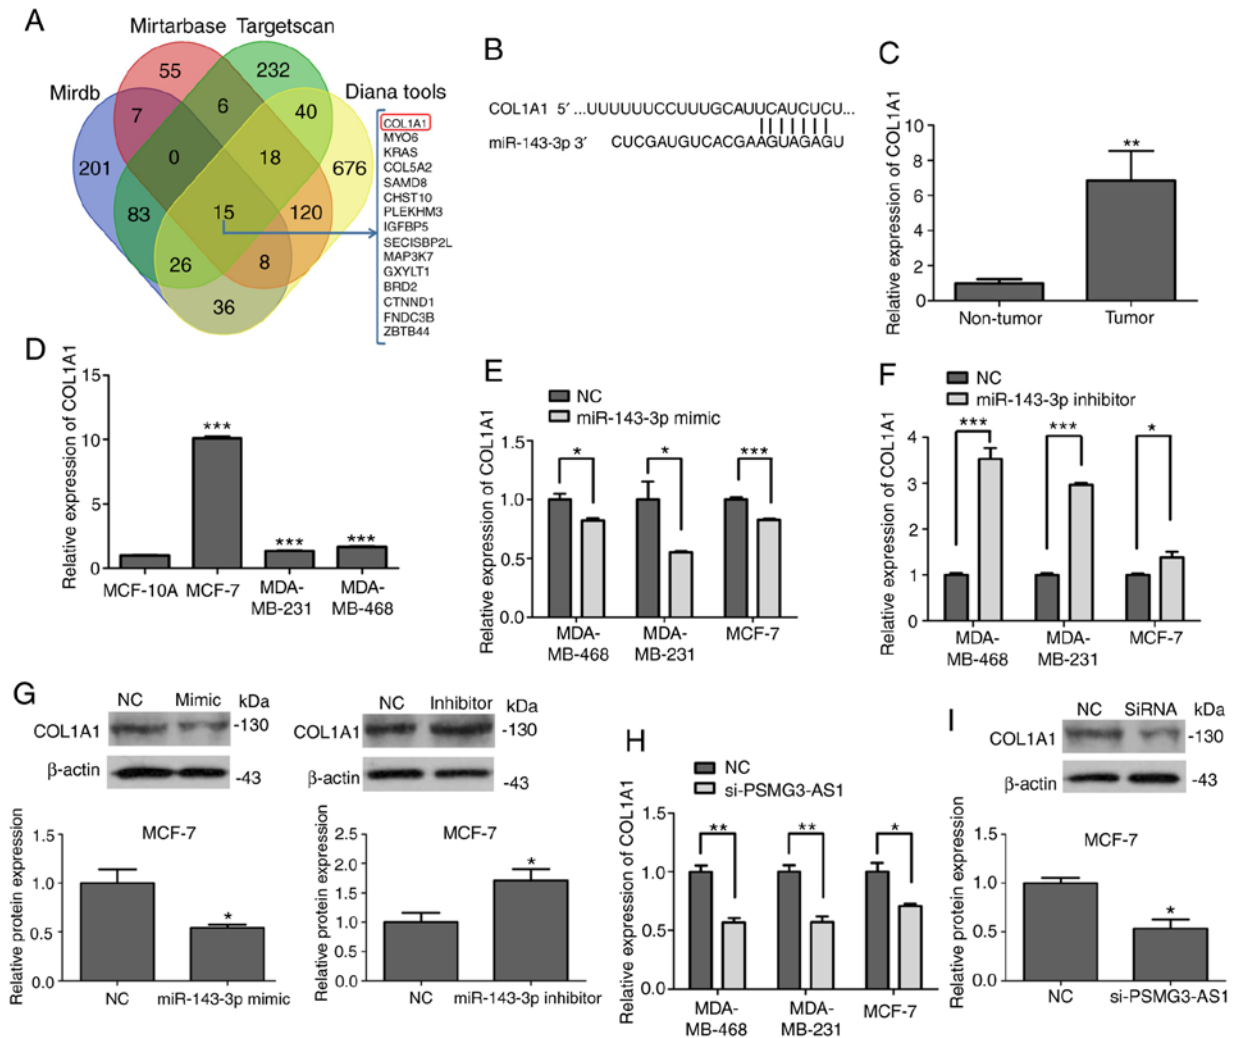 A
Mirtarbase Targetscan
Mirdb
Diana tools
55
232
7
6
40
201
0
18
676
83
15
120
26
8
36
COL1A1
MYO6
KRAS
COL5A2
SAMD8
CHST10
PLEKHM3
IGFBP5
SECISBP2L
MAP3K7
GXYLT1
BRD2
CTNND1
FNDC3B
ZBTB44
B
COL1A1 5′ ...UUUUUUCCUUUGCAUUCAUCUCU...
miR-143-3p 3′ CUCGAUGUCACGAAGUAGAGU
C
Relative expression of COL1A1
10
8
6
4
2
0
**
Non-tumor Tumor
D
Relative expression of COL1A1
15
10
5
0
***
***
***
MCF-10A MCF-7 MDA-MB-231 MDA-MB-468
E
NC
miR-143-3p mimic
Relative expression of COL1A1
1.5
1.0
0.5
0.0
* * ***
MDA-MB-468 MDA-MB-231 MCF-7
F
NC
miR-143-3p inhibitor
Relative expression of COL1A1
4
3
2
1
0
*** *** *
MDA-MB-468 MDA-MB-231 MCF-7
G
NC Mimic kDa
COL1A1 -130
β-actin -43
Relative protein expression
MCF-7
1.5
1.0
0.5
0.0
*
NC miR-143-3p mimic
NC Inhibitor kDa
COL1A1 -130
β-actin -43
Relative protein expression
MCF-7
2.5
2.0
1.5
1.0
0.5
0.0
*
NC miR-143-3p inhibitor
H
NC
si-PSMG3-AS1
Relative expression of COL1A1
1.5
1.0
0.5
0.0
** ** *
MDA-MB-468 MDA-MB-231 MCF-7
I
NC SiRNA kDa
COL1A1 -130
β-actin -43
Relative protein expression
MCF-7
1.5
1.0
0.5
0.0
*
NC si-PSMG3-AS1